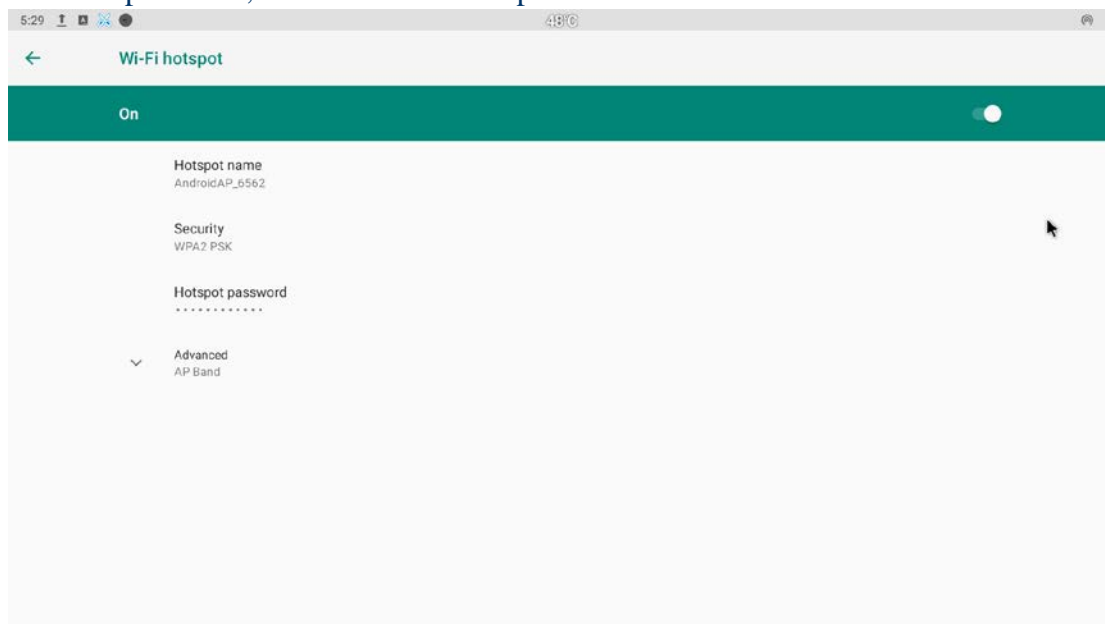 5:29
48°C
Wi-Fi hotspot
On
Hotspot name
AndroidAP_6562
Security
WPA2 PSK
Hotspot password
············
Advanced
AP Band